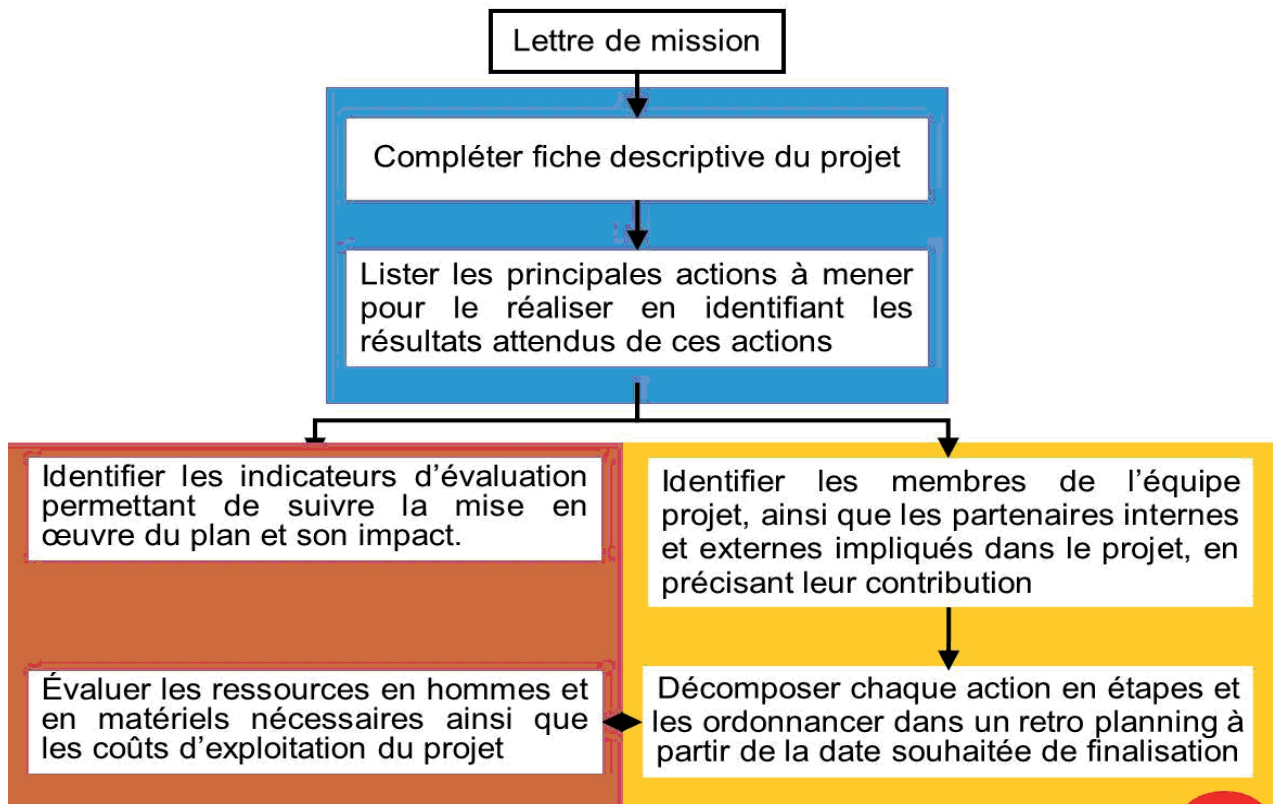 Lettre de mission
Compléter fiche descriptive du projet
Lister les principales actions à mener
pour le réaliser en identifiant les
résultats attendus de ces actions
Identifier les indicateurs d’évaluation
permettant de suivre la mise en
œuvre du plan et son impact.
Identifier les membres de l’équipe
projet, ainsi que les partenaires internes
et externes impliqués dans le projet, en
précisant leur contribution
Évaluer les ressources en hommes et
en matériels nécessaires ainsi que
les coûts d’exploitation du projet
Décomposer chaque action en étapes et
les ordonnancer dans un retro planning à
partir de la date souhaitée de finalisation